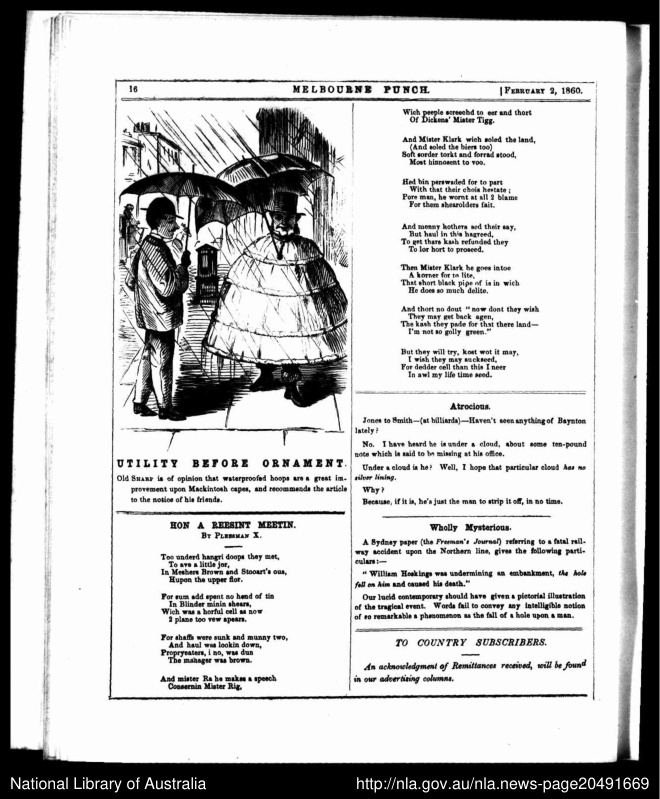 16
MELBOURNE PUNCH.
[FEBRUARY 2, 1860.
UTILITY BEFORE ORNAMENT.
Old SHARP is of opinion that waterproofed hoops are a great im-
provement upon Mackintosh capes, and recommends the article
to the notice of his friends.
HON A REESINT MEETIN.
BY PLEESMAN X.
Too underd hangri doops they met,
To ave a little jor,
In Meshers Brown and Stooart's ous,
Hupon the upper flor.
For sum add spent no hend of tin
In Blinder minin shears,
Wich was a horful cell as now
2 plane too vew apears.
For shafts were sunk and munny two,
And haul was lookin down,
Propryeaters, i no, was dun
The manager was brown.
And mister Ra he makes a speech
Consernin Mister Rig,
Wich peeple screechd to eer and thort
Of Dickens' Mister Tigg.
And Mister Klark wich soled the land,
(And soled the biers too)
Soft sorder torkt and forrad stood,
Most hinnosent to voo.
Hed bin perswaded for to part
With that their chois hestate ;
Pore man, he wornt at all 2 blame
For them shearolders fait.
And menny hothers sed their say,
But haul in this hagreed,
To get thars kash refunded they
To lor hort to proseed.
Then Mister Klark he goes intoe
A korner for to lite,
That short black pipe of is in wich
He does so much delite.
And thort no dout "now dont they wish
They may get back agen,
The kash they pade for that there land—
I'm not so golly green."
But they will try, kost wot it may,
I wish they may suckseed,
For dedder cell than this I neer
In awl my life time seed.
Atrocious.
Jones to Smith—(at billiards)—Haven't seen anything of Baynton
lately?
No. I have heard he is under a cloud, about some ten-pound
note which is said to be missing at his office.
Under a cloud is he? Well, I hope that particular cloud has no
silver lining.
Why?
Because, if it is, he's just the man to strip it off, in no time.
Wholly Mysterious.
A Sydney paper (the Freeman's Journal) referring to a fatal rail-
way accident upon the Northern line, gives the following parti-
culars:—
"William Hoskings was undermining an embankment, the hole
fell on him and caused his death."
Our lucid contemporary should have given a pictorial illustration
of the tragical event. Words fail to convey any intelligible notion
of so remarkable a phenomenon as the fall of a hole upon a man.
TO COUNTRY SUBSCRIBERS.
An acknowledgment of Remittances received, will be found
in our advertising columns.
National Library of Australia
http://nla.gov.au/nla.news-page20491669